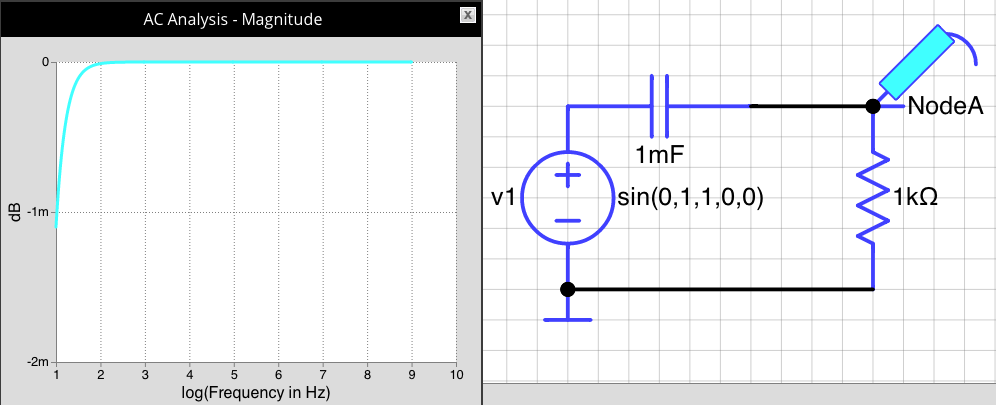 AC Analysis - Magnitude
x
0
-1m
-2m
dB
1 2 3 4 5 6 7 8 9 10
log(Frequency in Hz)
NodeA
1mF
v1
+
−
sin(0,1,1,0,0)
1kΩ